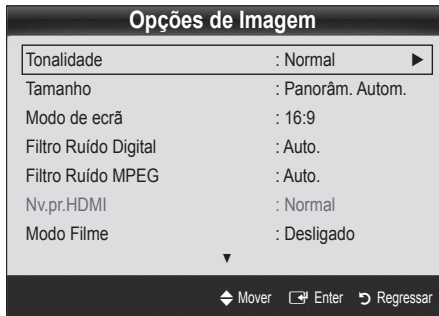 Opções de Imagem
Tonalidade : Normal ►
Tamanho : Panorâm. Autom.
Modo de ecrã : 16:9
Filtro Ruído Digital : Auto.
Filtro Ruído MPEG : Auto.
Nv.pr.HDMI : Normal
Modo Filme : Desligado
▼
Mover Enter Regressar